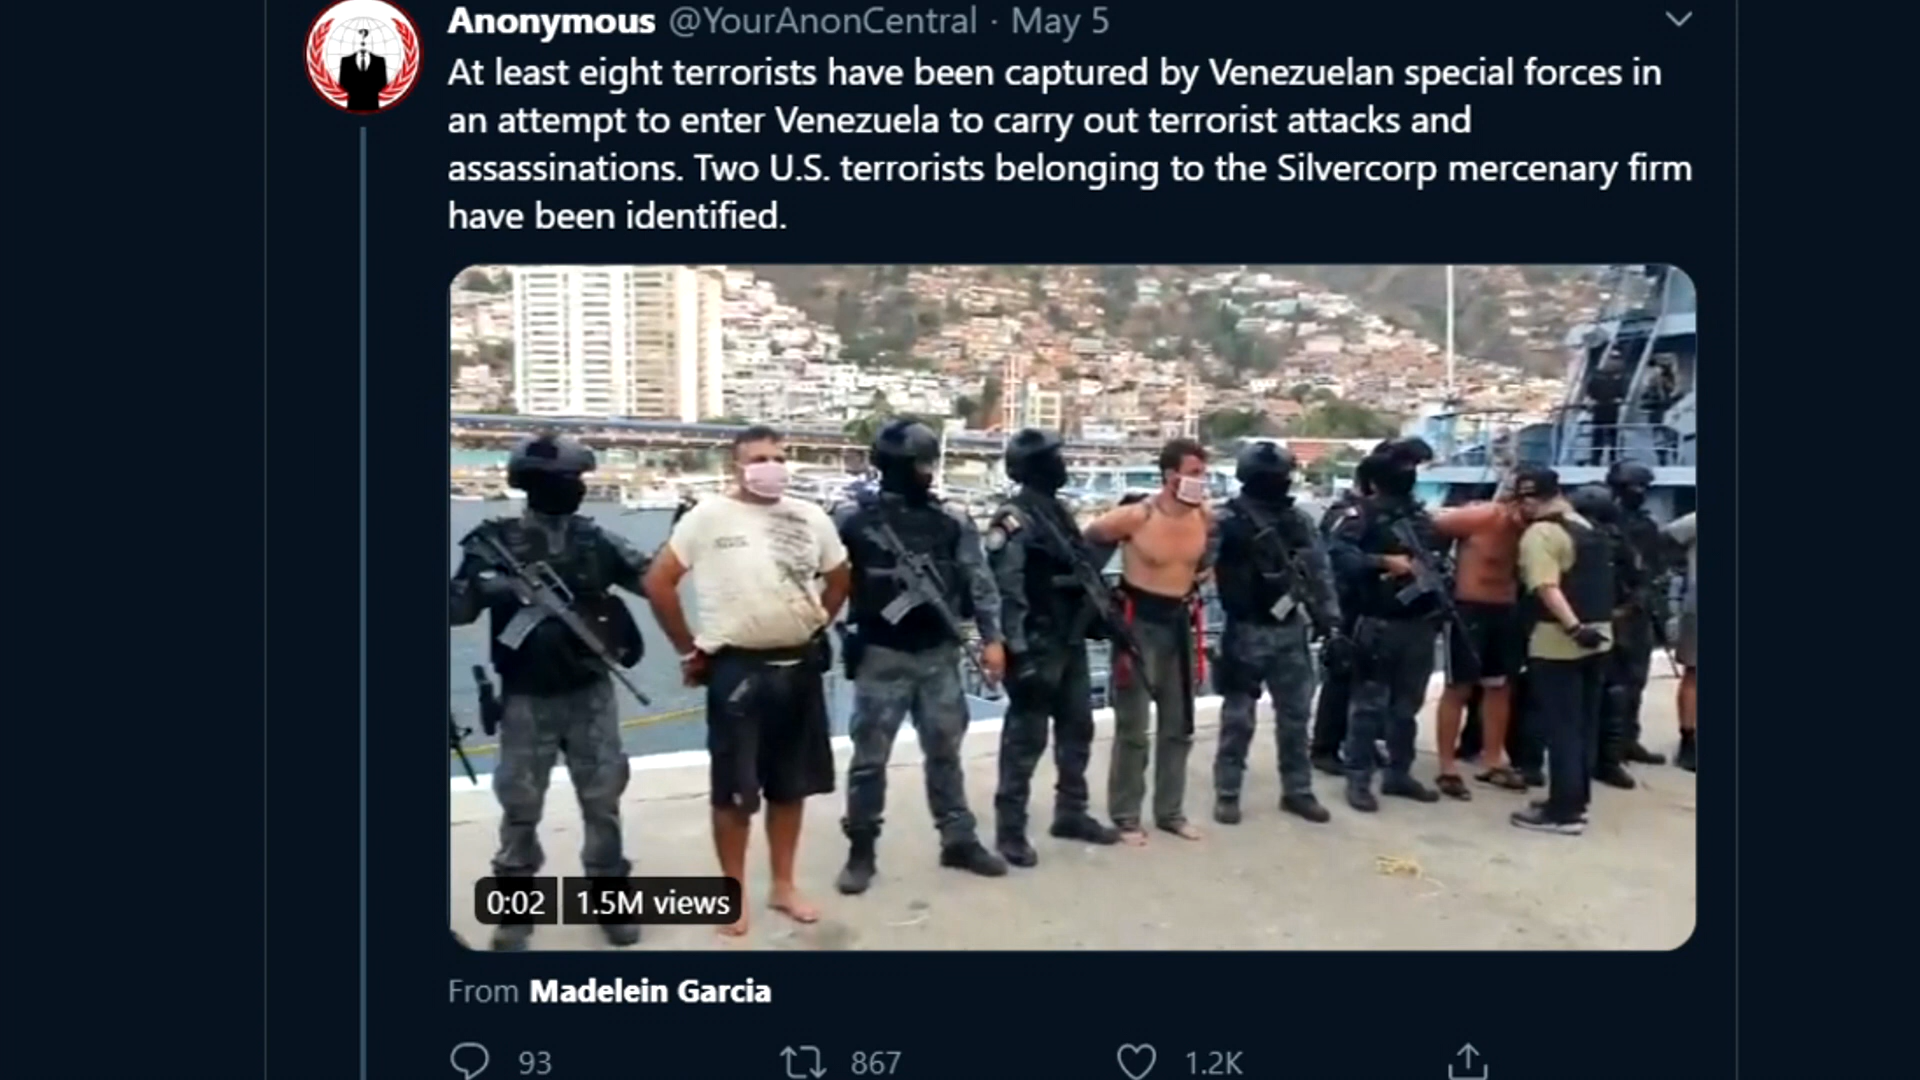 Anonymous @YourAnonCentral · May 5
At least eight terrorists have been captured by Venezuelan special forces in
an attempt to enter Venezuela to carry out terrorist attacks and
assassinations. Two U.S. terrorists belonging to the Silvercorp mercenary firm
have been identified.
0:02 1.5M views
From Madelein Garcia
93 867 1.2K